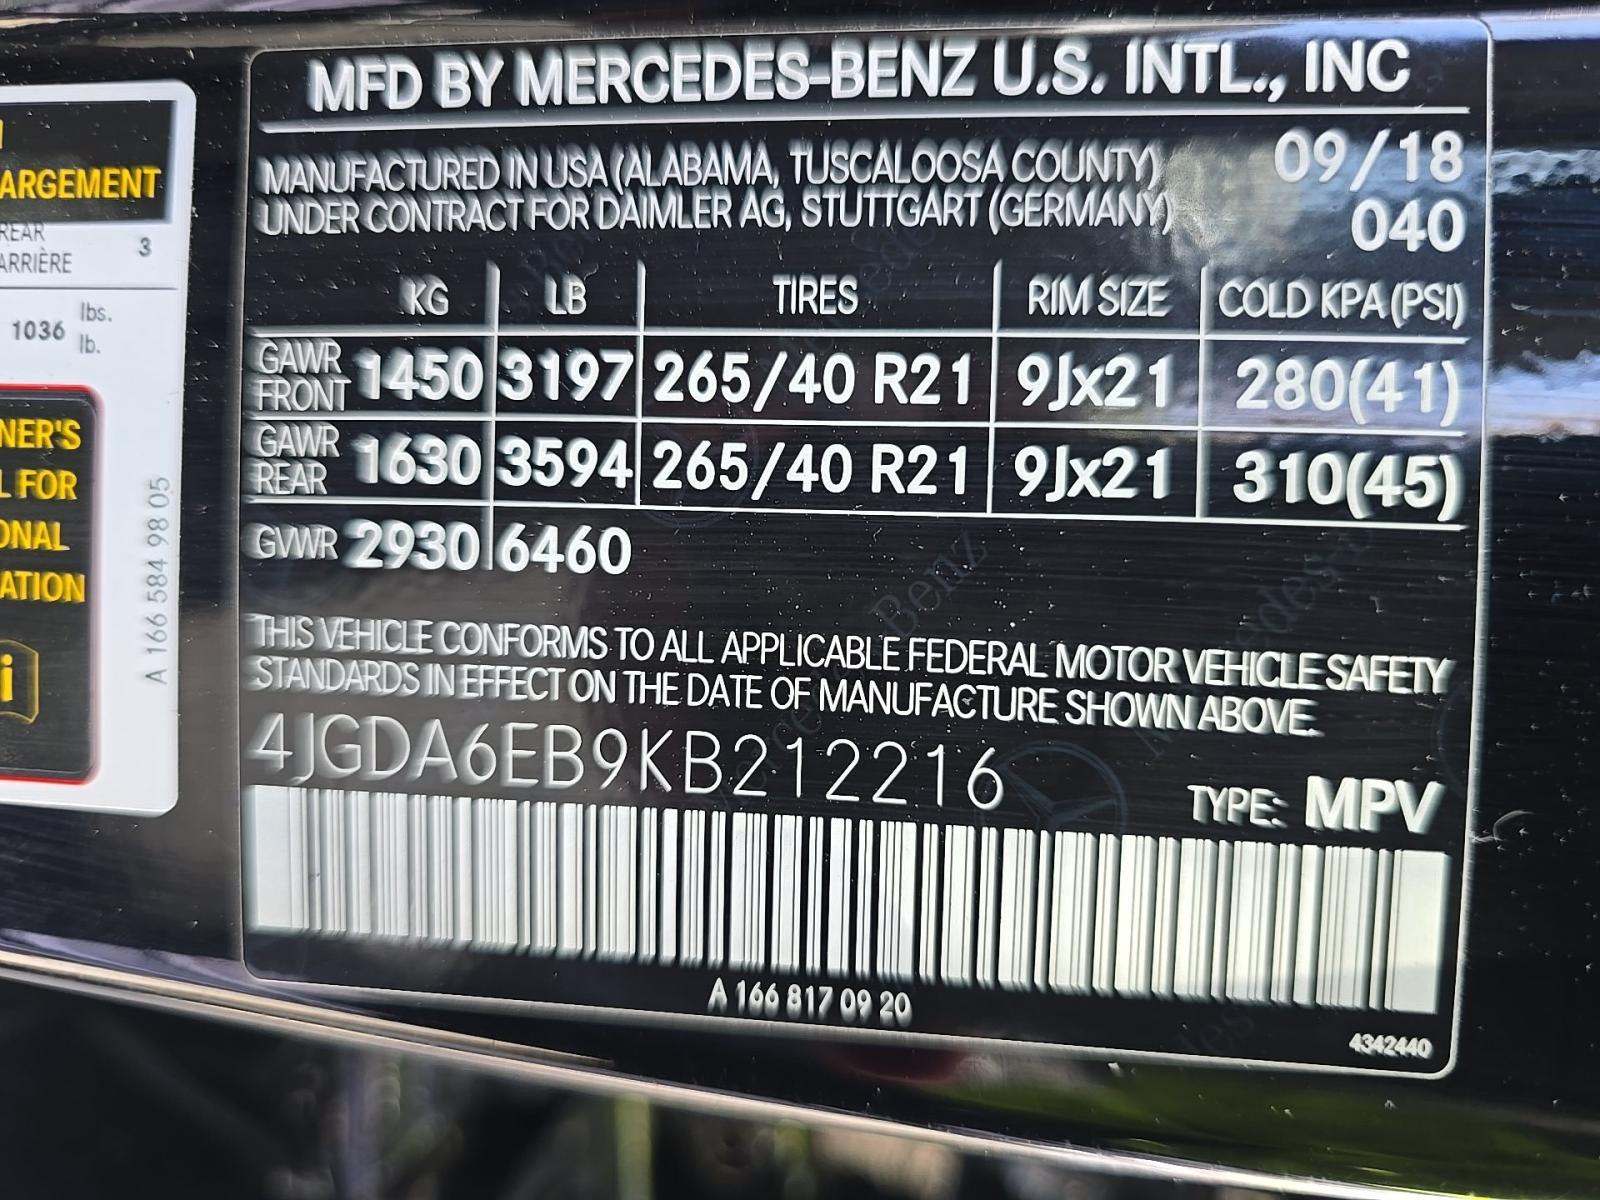 ARGEMENT
REAR
ARRIÈRE
3
1036
lbs.
lb.
NER'S
L FOR
ONAL
ATION
i
A 166 584 98 05
MFD BY MERCEDES-BENZ U.S. INTL., INC
MANUFACTURED IN USA (ALABAMA, TUSCALOOSA COUNTY) 09/18
UNDER CONTRACT FOR DAIMLER AG, STUTTGART (GERMANY) 040
KG LB TIRES RIM SIZE COLD KPA (PSI)
GAWR FRONT 1450 3197 265/40 R21 9Jx21 280(41)
GAWR REAR 1630 3594 265/40 R21 9Jx21 310(45)
GVWR 2930 6460
THIS VEHICLE CONFORMS TO ALL APPLICABLE FEDERAL MOTOR VEHICLE SAFETY
STANDARDS IN EFFECT ON THE DATE OF MANUFACTURE SHOWN ABOVE.
4JGDA6EB9KB212216
TYPE: MPV
A 166 817 09 20
4342440